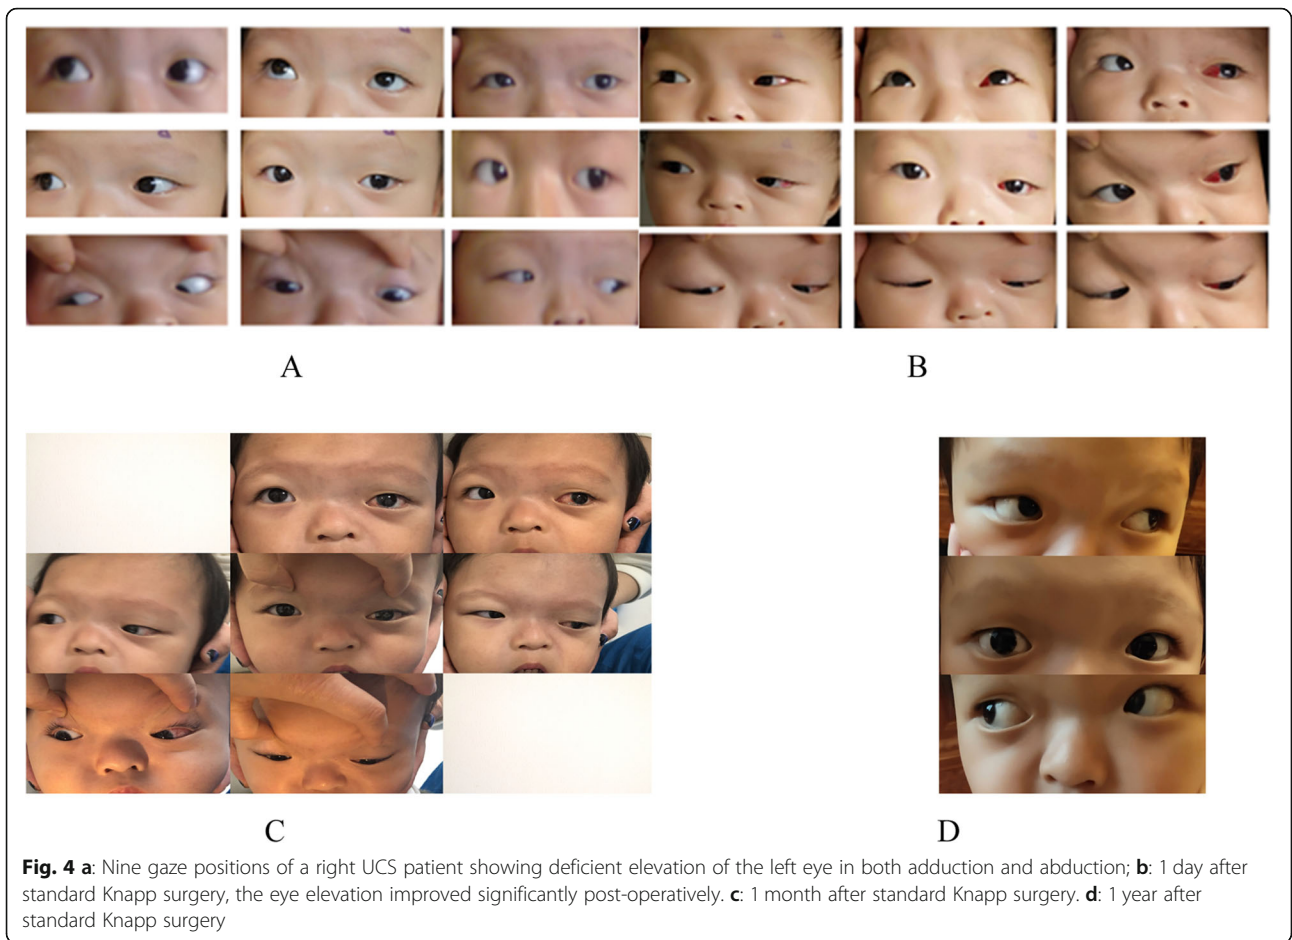 A
B
C
D
Fig. 4 a: Nine gaze positions of a right UCS patient showing deficient elevation of the left eye in both adduction and abduction; b: 1 day after
standard Knapp surgery, the eye elevation improved significantly post-operatively. c: 1 month after standard Knapp surgery. d: 1 year after
standard Knapp surgery